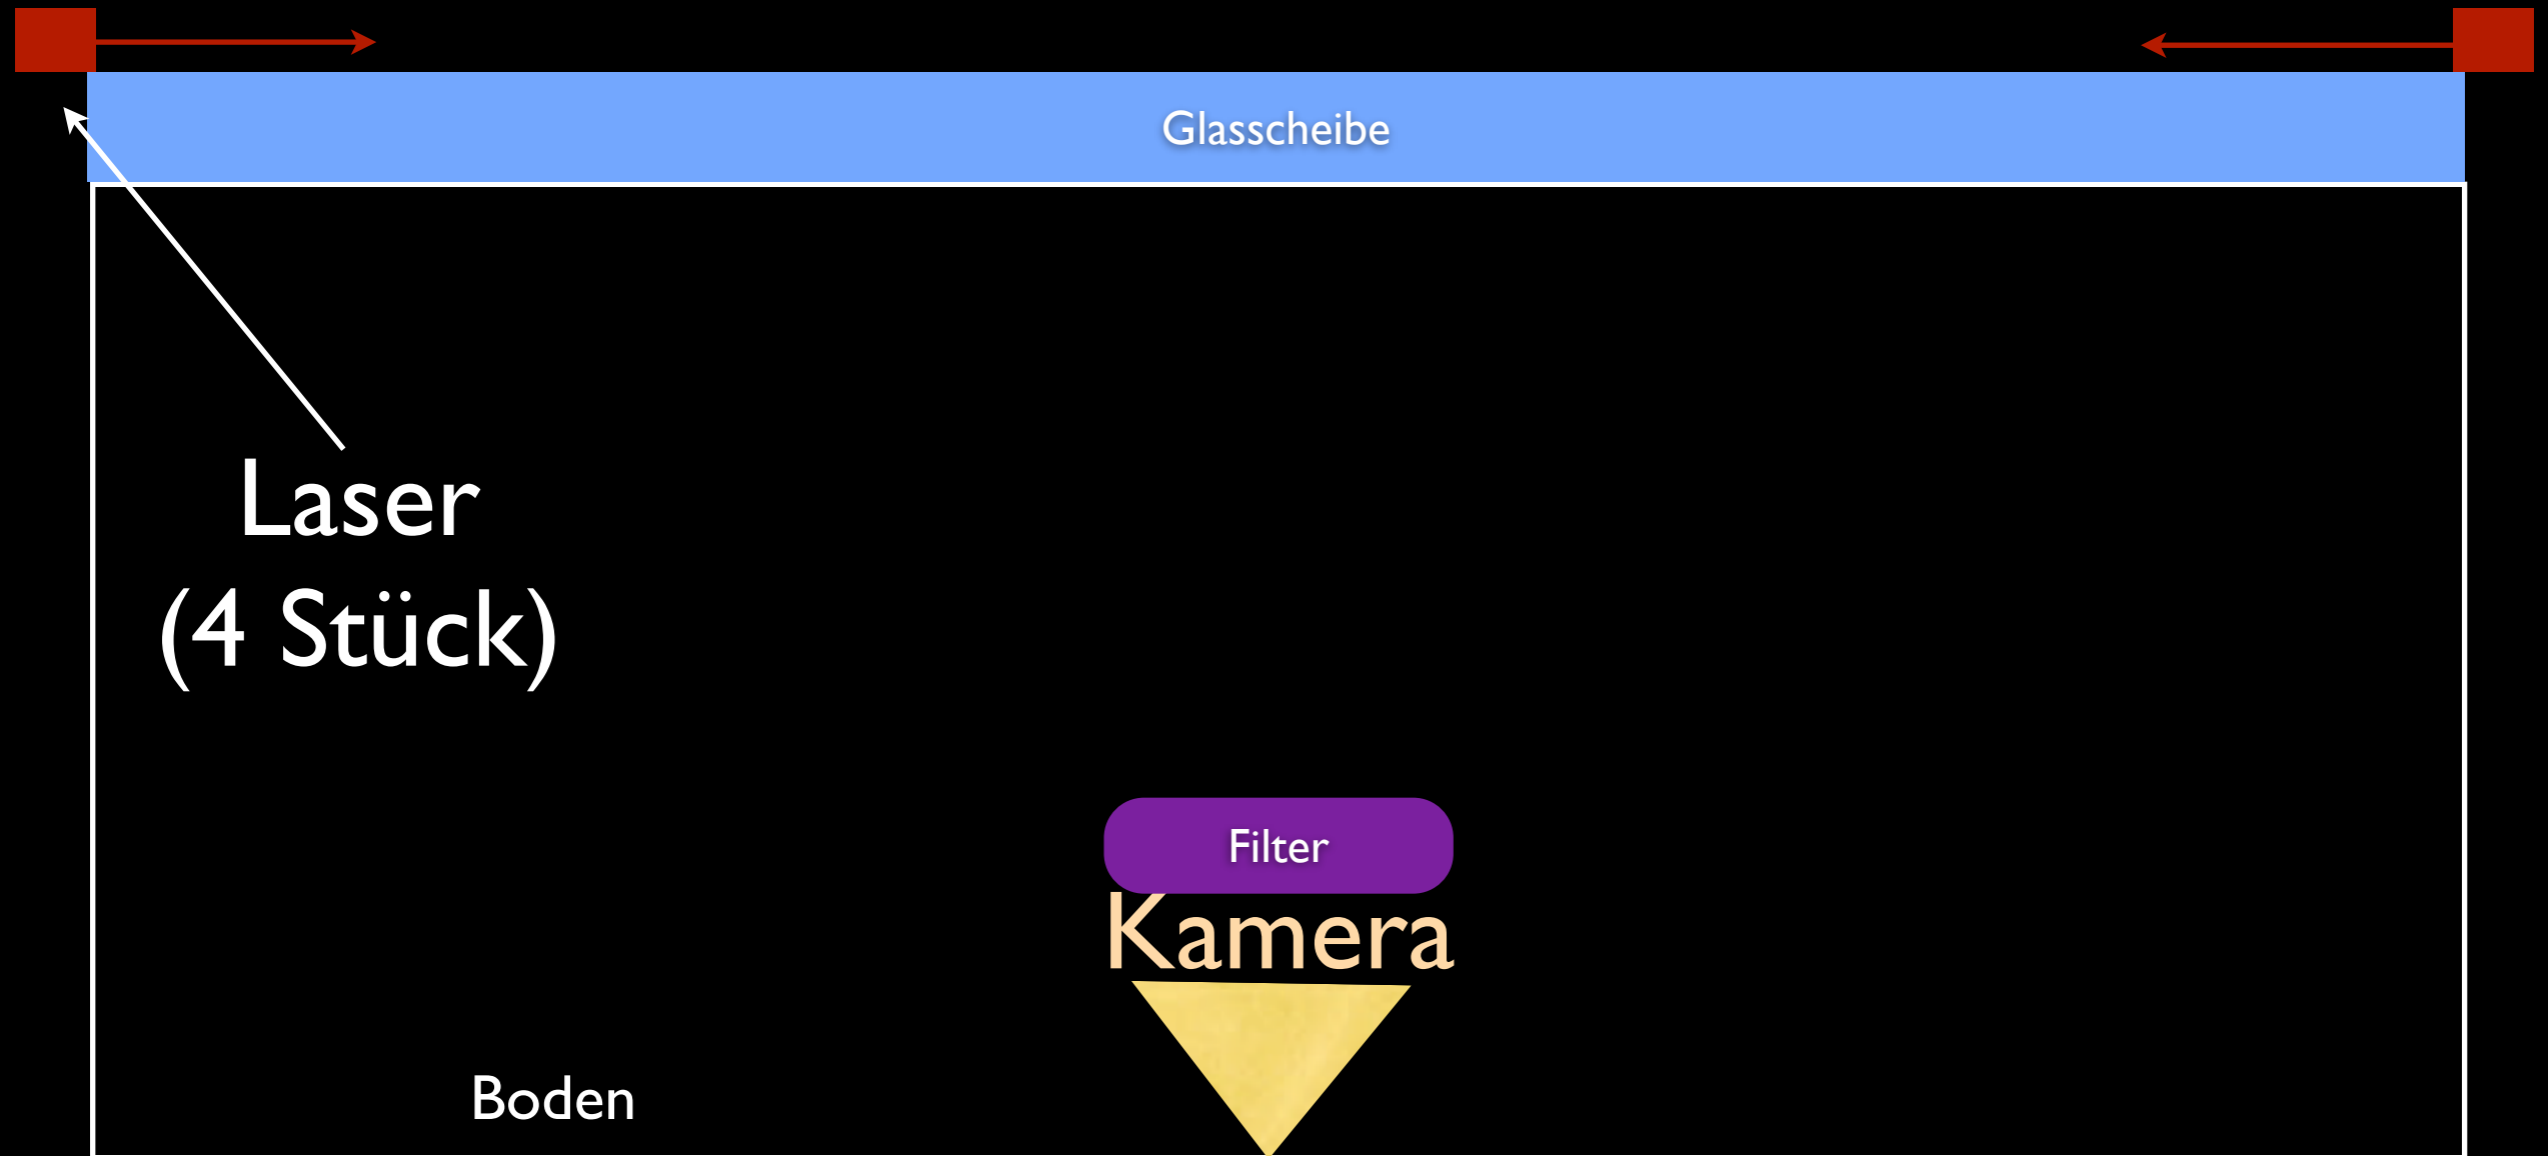 Glasscheibe
Laser
(4 Stück)
Filter
Kamera
Boden